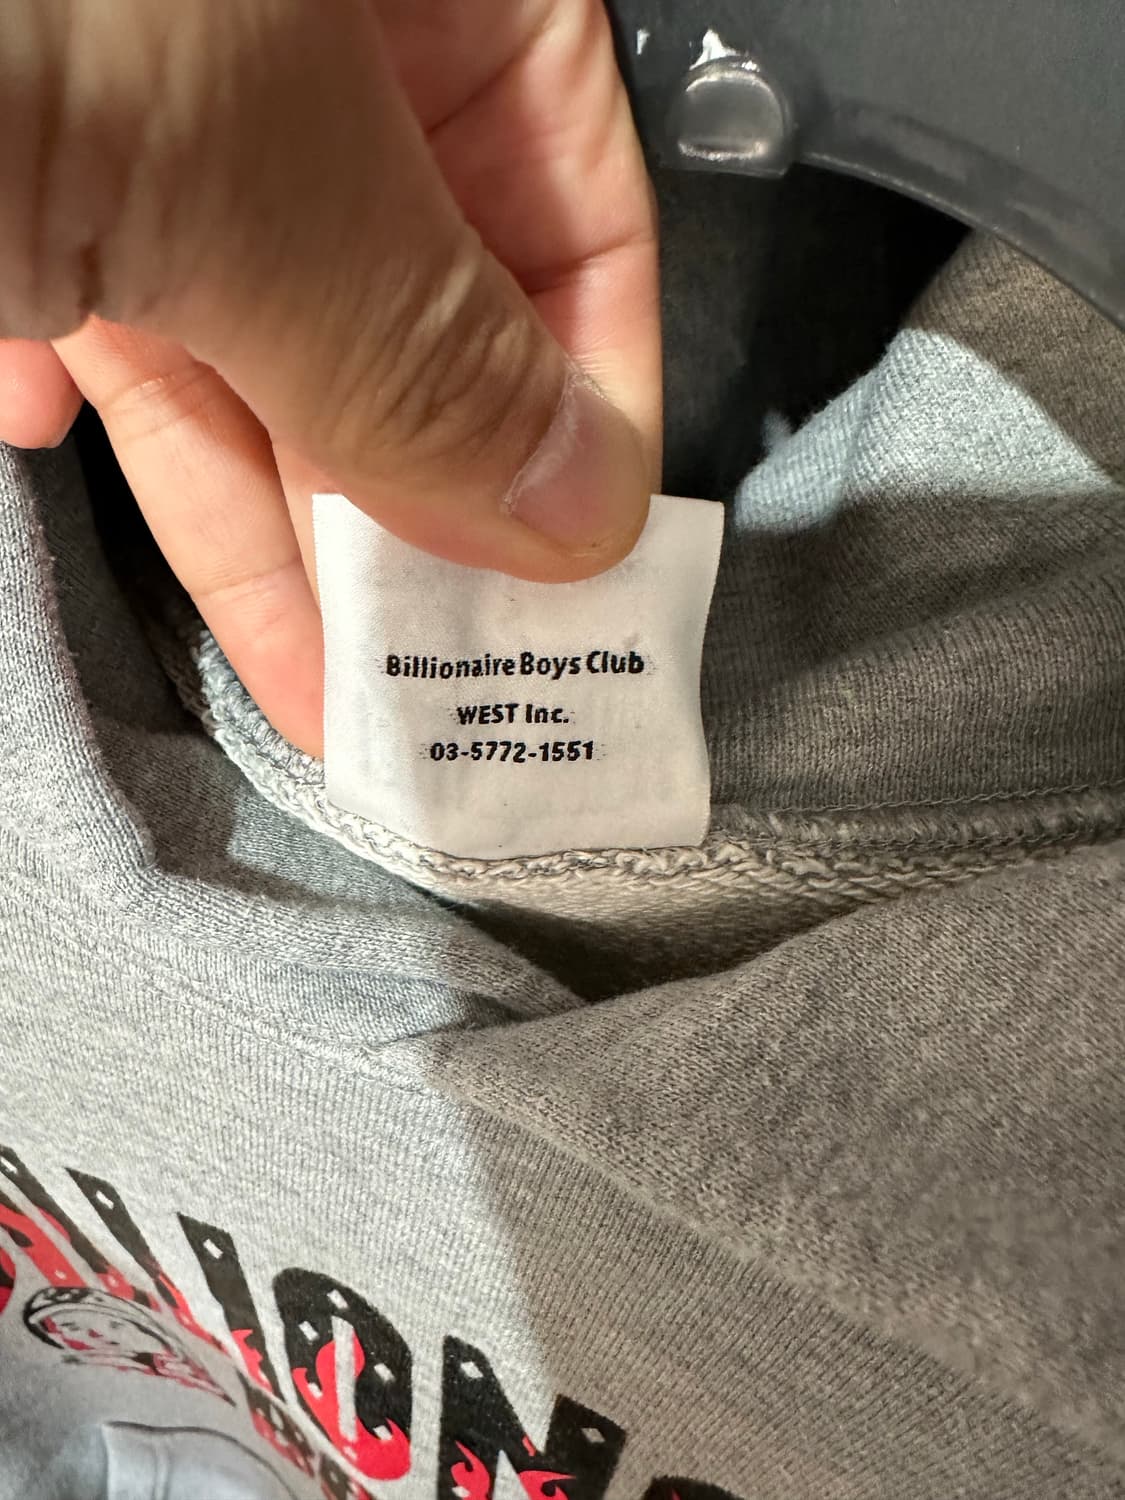 Billionaire Boys Club
WEST Inc.
03-5772-1551